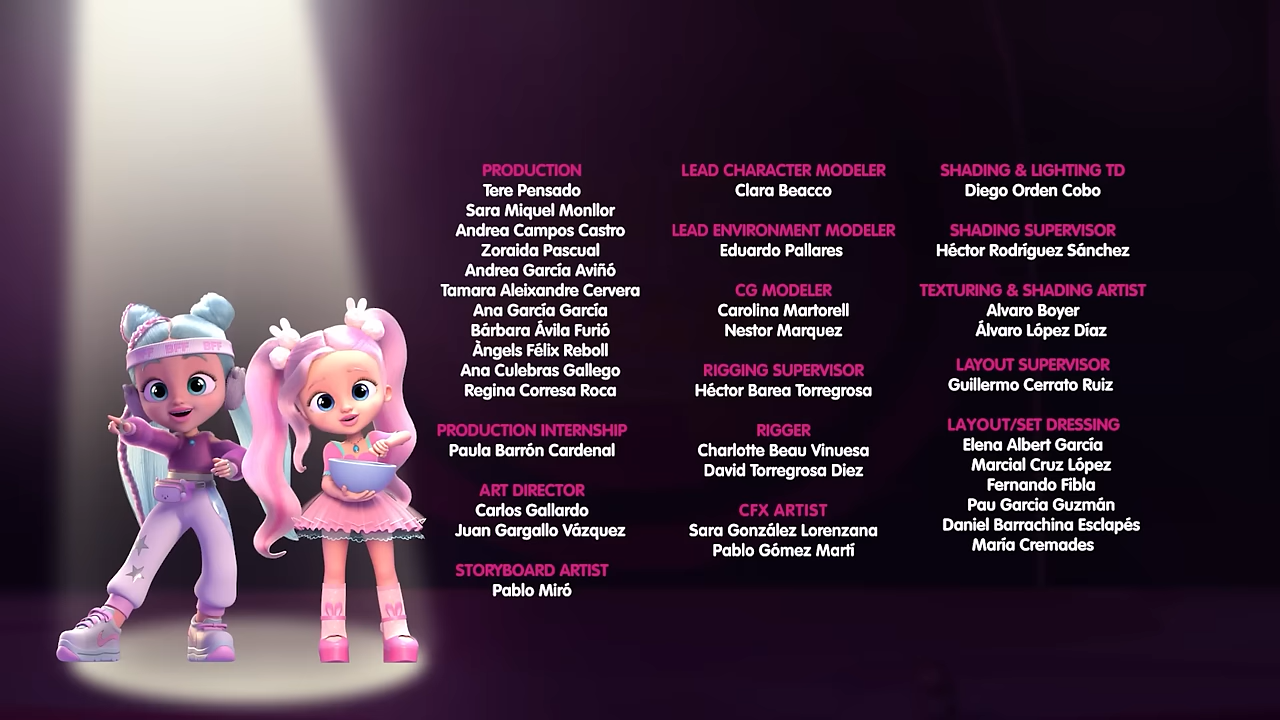 BFF BFF BFF
PRODUCTION
Tere Pensado
Sara Miquel Monllor
Andrea Campos Castro
Zoraida Pascual
Andrea García Aviñó
Tamara Aleixandre Cervera
Ana García García
Bárbara Ávila Furió
Àngels Félix Reboll
Ana Culebras Gallego
Regina Corresa Roca
PRODUCTION INTERNSHIP
Paula Barrón Cardenal
ART DIRECTOR
Carlos Gallardo
Juan Gargallo Vázquez
STORYBOARD ARTIST
Pablo Miró
LEAD CHARACTER MODELER
Clara Beacco
LEAD ENVIRONMENT MODELER
Eduardo Pallares
CG MODELER
Carolina Martorell
Nestor Marquez
RIGGING SUPERVISOR
Héctor Barea Torregrosa
RIGGER
Charlotte Beau Vinuesa
David Torregrosa Diez
CFX ARTIST
Sara González Lorenzana
Pablo Gómez Martí
SHADING & LIGHTING TD
Diego Orden Cobo
SHADING SUPERVISOR
Héctor Rodríguez Sánchez
TEXTURING & SHADING ARTIST
Alvaro Boyer
Álvaro López Díaz
LAYOUT SUPERVISOR
Guillermo Cerrato Ruiz
LAYOUT/SET DRESSING
Elena Albert García
Marcial Cruz López
Fernando Fibla
Pau Garcia Guzmán
Daniel Barrachina Esclapés
María Cremades